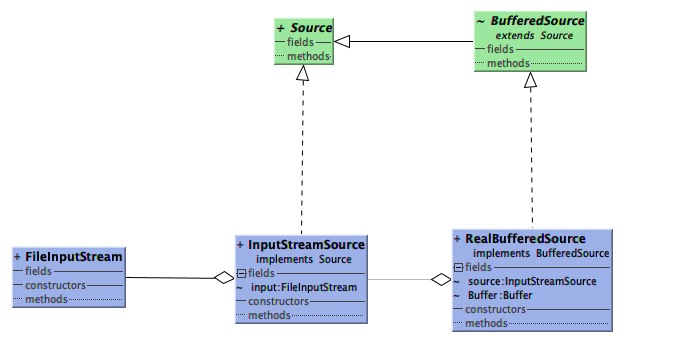 + Source
fields
methods
~ BufferedSource
extends Source
fields
methods
+ FileInputStream
fields
constructors
methods
+ InputStreamSource
implements Source
fields
~ input:FileInputStream
constructors
methods
+ RealBufferedSource
implements BufferedSource
fields
~ source:InputStreamSource
~ Buffer:Buffer
constructors
methods